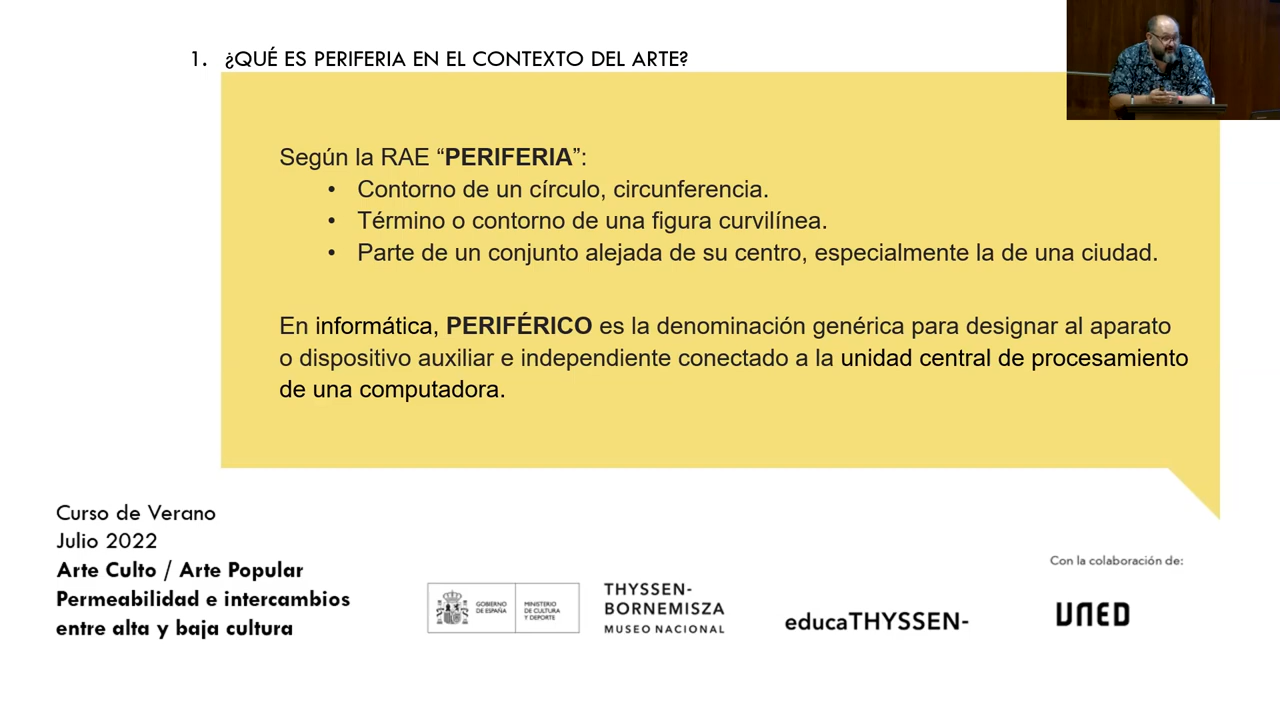 1. ¿QUÉ ES PERIFERIA EN EL CONTEXTO DEL ARTE?
Según la RAE “PERIFERIA”:
• Contorno de un círculo, circunferencia.
• Término o contorno de una figura curvilínea.
• Parte de un conjunto alejada de su centro, especialmente la de una ciudad.
En informática, PERIFÉRICO es la denominación genérica para designar al aparato
o dispositivo auxiliar e independiente conectado a la unidad central de procesamiento
de una computadora.
Curso de Verano
Julio 2022
Arte Culto / Arte Popular
Permeabilidad e intercambios
entre alta y baja cultura
GOBIERNO
DE ESPAÑA
MINISTERIO
DE CULTURA
Y DEPORTE
THYSSEN-
BORNEMISZA
MUSEO NACIONAL
educaTHYSSEN-
Con la colaboración de:
UNED